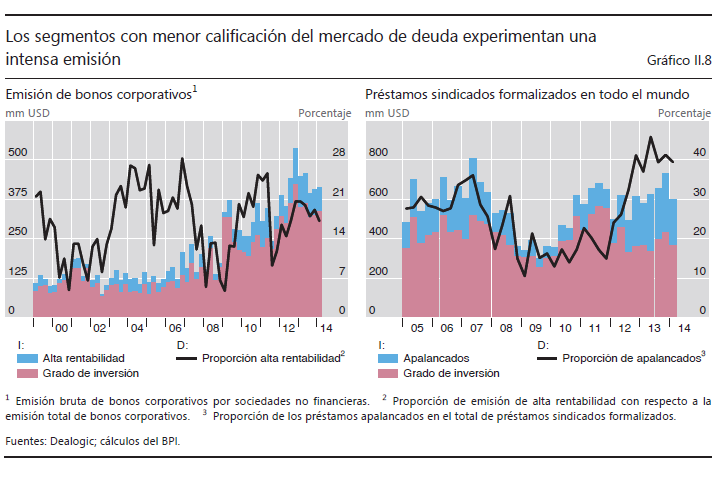 Los segmentos con menor calificación del mercado de deuda experimentan una
intensa emisión
Gráfico II.8
Emisión de bonos corporativos1
mm USD
Porcentaje
500
375
250
125
0
28
21
14
7
0
00 02 04 06 08 10 12 14
I:
Alta rentabilidad
Grado de inversión
D:
Proporción alta rentabilidad2
Préstamos sindicados formalizados en todo el mundo
mm USD
Porcentaje
800
600
400
200
0
40
30
20
10
0
05 06 07 08 09 10 11 12 13 14
I:
Apalancados
Grado de inversión
D:
Proporción de apalancados3
1 Emisión bruta de bonos corporativos por sociedades no financieras. 2 Proporción de emisión de alta rentabilidad con respecto a la
emisión total de bonos corporativos. 3 Proporción de los préstamos apalancados en el total de préstamos sindicados formalizados.
Fuentes: Dealogic; cálculos del BPI.